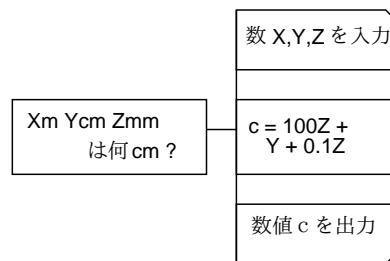 数 X,Y,Z を入力
Xm Ycm Zmm
は何cm ?
c = 100Z +
Y + 0.1Z
数値 c を出力